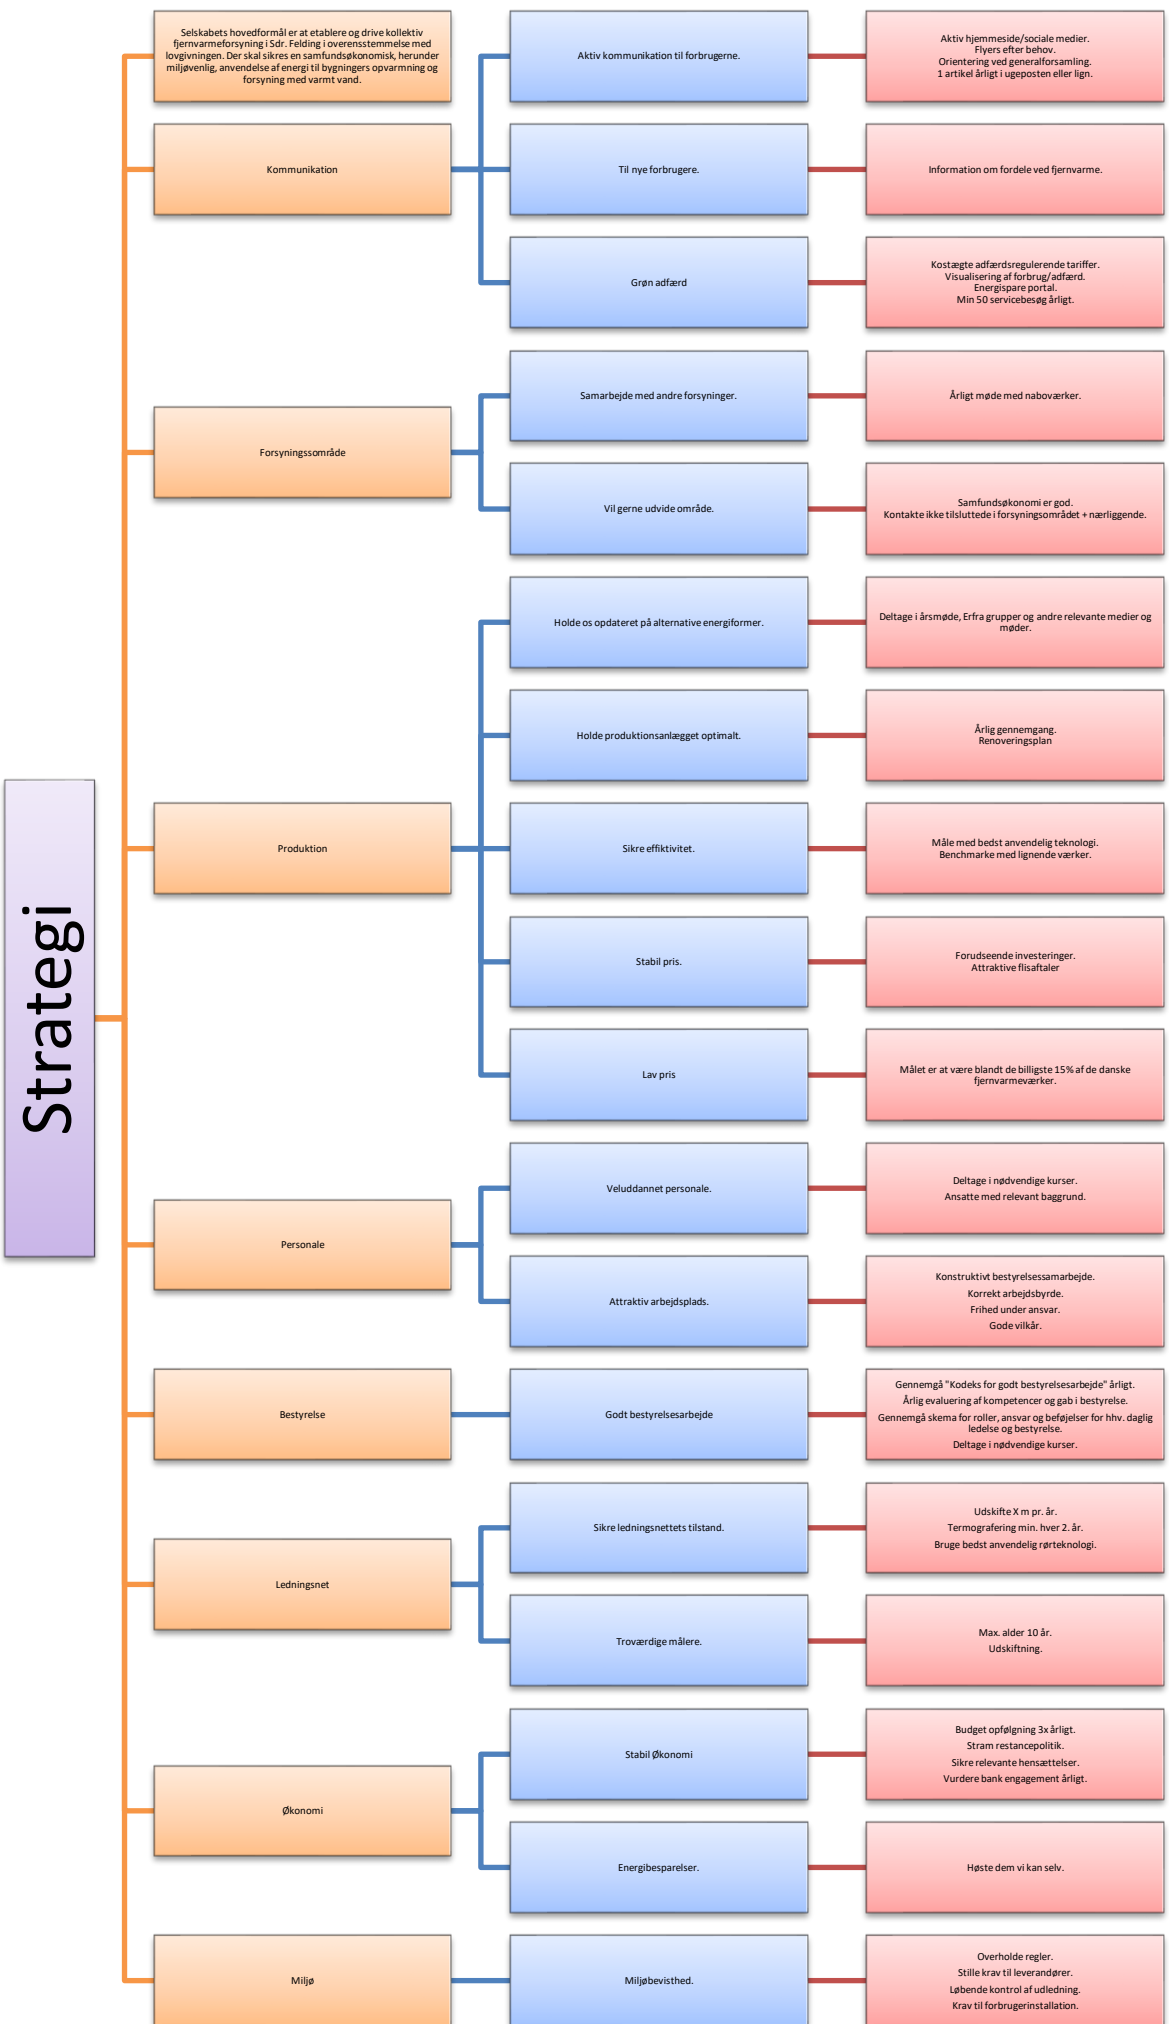 Strategi
Selskabets hovedformål er at etablere og drive kollektiv
fjernvarmeforsyning i Sdr. Felding i overensstemmelse med
lovgivningen. Der skal sikres en samfundsøkonomisk, herunder
miljøvenlig, anvendelse af energi til bygningers opvarmning og
forsyning med varmt vand.
Kommunikation
Aktiv kommunikation til forbrugerne.
Aktiv hjemmeside/sociale medier.
Flyers efter behov.
Orientering ved generalforsamling.
1 artikel årligt i ugeposten eller lign.
Til nye forbrugere.
Information om fordele ved fjernvarme.
Grøn adfærd
Kostægte adfærdsregulerende tariffer.
Visualisering af forbrug/adfærd.
Energispare portal.
Min 50 servicebesøg årligt.
Forsyningssområde
Samarbejde med andre forsyninger.
Årligt møde med naboværker.
Vil gerne udvide område.
Samfundsøkonomi er god.
Kontakte ikke tilsluttede i forsyningsområdet + nærliggende.
Produktion
Holde os opdateret på alternative energiformer.
Deltage i årsmøde, Erfra grupper og andre relevante medier og
møder.
Holde produktionsanlægget optimalt.
Årlig gennemgang.
Renoveringsplan
Sikre effiktivitet.
Måle med bedst anvendelig teknologi.
Benchmarke med lignende værker.
Stabil pris.
Forudseende investeringer.
Attraktive flisaftaler
Lav pris
Målet er at være blandt de billigste 15% af de danske
fjernvarmeværker.
Personale
Veluddannet personale.
Deltage i nødvendige kurser.
Ansatte med relevant baggrund.
Attraktiv arbejdsplads.
Konstruktivt bestyrelsessamarbejde.
Korrekt arbejdsbyrde.
Frihed under ansvar.
Gode vilkår.
Bestyrelse
Godt bestyrelsesarbejde
Gennemgå "Kodeks for godt bestyrelsesarbejde" årligt.
Årlig evaluering af kompetencer og gab i bestyrelse.
Gennemgå skema for roller, ansvar og beføjelser for hhv. daglig
ledelse og bestyrelse.
Deltage i nødvendige kurser.
Ledningsnet
Sikre ledningsnettets tilstand.
Udskifte X m pr. år.
Termografering min. hver 2. år.
Bruge bedst anvendelig rørteknologi.
Troværdige målere.
Max. alder 10 år.
Udskiftning.
Økonomi
Stabil Økonomi
Budget opfølgning 3x årligt.
Stram restancepolitik.
Sikre relevante hensættelser.
Vurdere bank engagement årligt.
Energibesparelser.
Høste dem vi kan selv.
Miljø
Miljøbevisthed.
Overholde regler.
Stille krav til leverandører.
Løbende kontrol af udledning.
Krav til forbrugerinstallation.